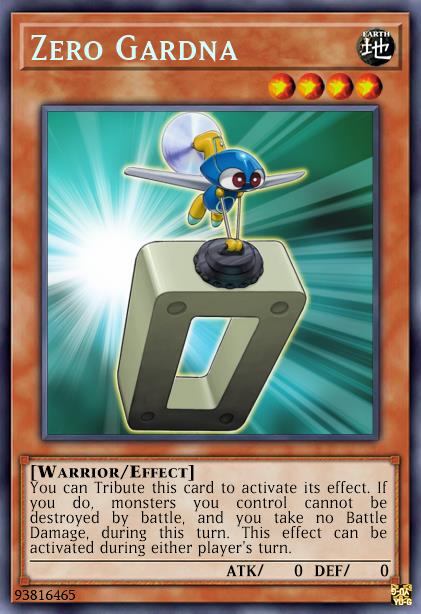 Zero Gardna
EARTH
地
[Warrior/Effect]
You can Tribute this card to activate its effect. If
you do, monsters you control cannot be
destroyed by battle, and you take no Battle
Damage, during this turn. This effect can be
activated during either player's turn.
ATK/ 0 DEF/ 0
93816465